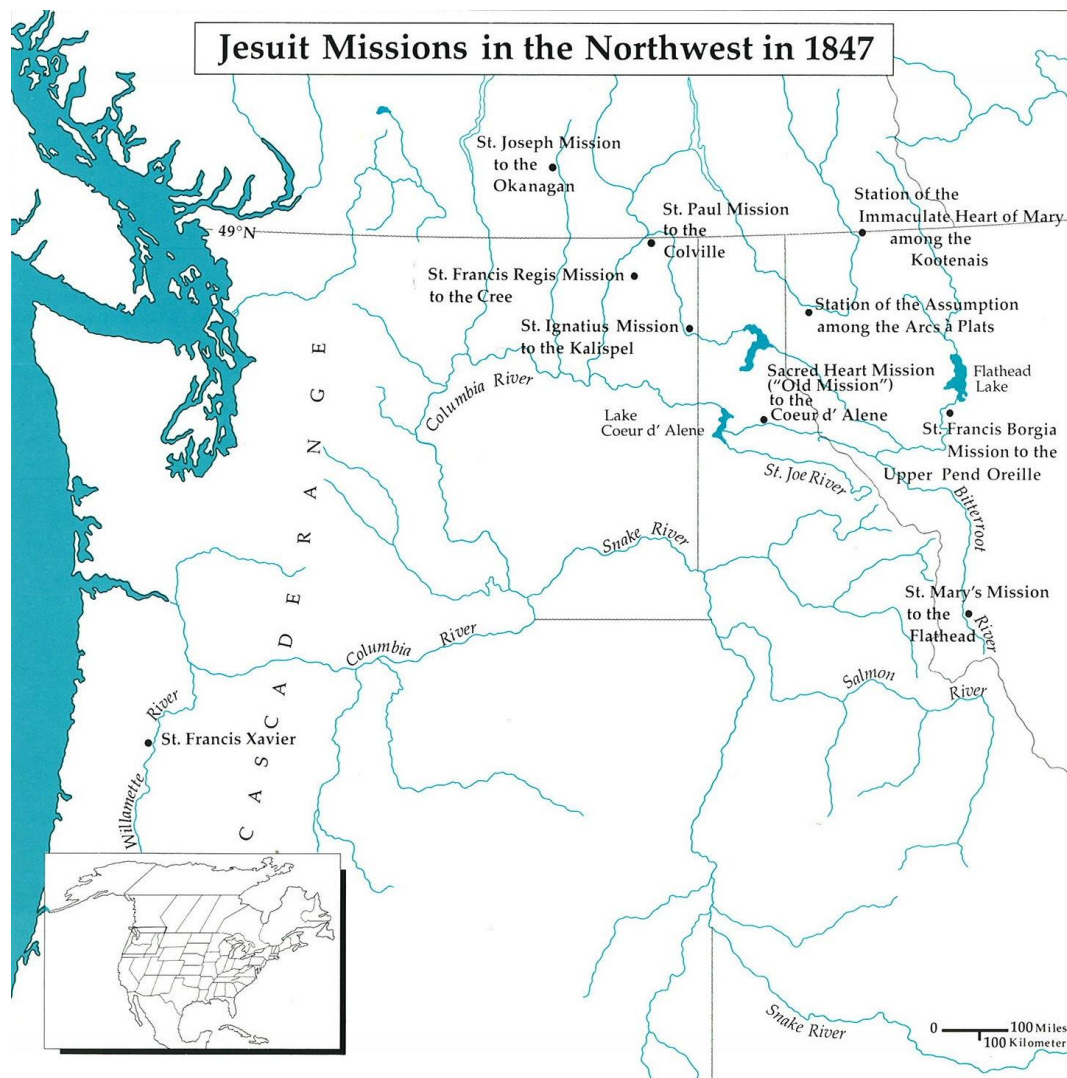 Jesuit Missions in the Northwest in 1847
St. Joseph Mission
to the
Okanagan
Station of the
Immaculate Heart of Mary
among the
Kootenais
St. Paul Mission
to the
Colville
49°N
St. Francis Regis Mission
to the Cree
Station of the Assumption
among the Arcs à Plats
St. Ignatius Mission
to the Kalispel
Sacred Heart Mission
("Old Mission")
to the
Coeur d' Alene
Flathead
Lake
Columbia River
Lake
Coeur d' Alene
St. Francis Borgia
Mission to the
Upper Pend Oreille
St. Joe River
Bitterroot
River
Snake River
St. Mary's Mission
to the
Flathead
CASCADE RANGE
Columbia River
Salmon River
Willamette River
St. Francis Xavier
Snake River
0 100 Miles
100 Kilometer